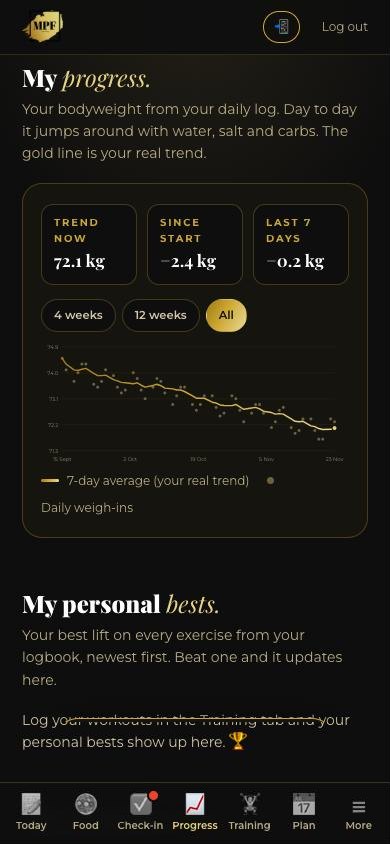 MPF
Log out
My progress.
Your bodyweight from your daily log. Day to day
it jumps around with water, salt and carbs. The
gold line is your real trend.
TREND NOW
72.1 kg
SINCE START
−2.4 kg
LAST 7 DAYS
−0.2 kg
4 weeks
12 weeks
All
74.9
74.0
73.1
72.2
71.3
15 Sept
2 Oct
19 Oct
5 Nov
23 Nov
7-day average (your real trend)
Daily weigh-ins
My personal bests.
Your best lift on every exercise from your
logbook, newest first. Beat one and it updates
here.
Log your workouts in the Training tab and your
personal bests show up here. 🏆
17
Today
Food
Check-in
Progress
Training
Plan
More